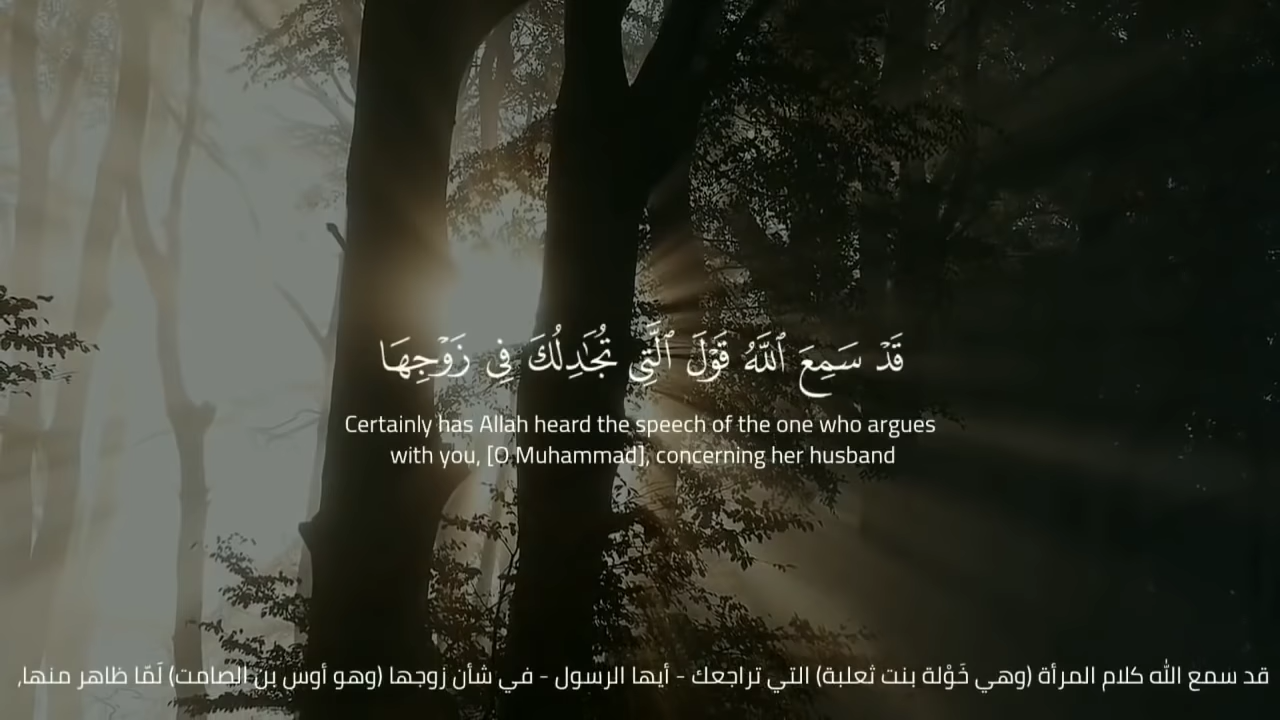 قَدْ سَمِعَ ٱللَّهُ قَوْلَ ٱلَّتِي تُجَـٰدِلُكَ فِي زَوْجِهَا
Certainly has Allah heard the speech of the one who argues
with you, [O Muhammad], concerning her husband
قد سمع الله كلام المرأة (وهي خَوْلة بنت ثعلبة) التي تراجعك - أيها الرسول - في شأن زوجها (وهو أوس بن الصامت) لَمّا ظاهر منها,